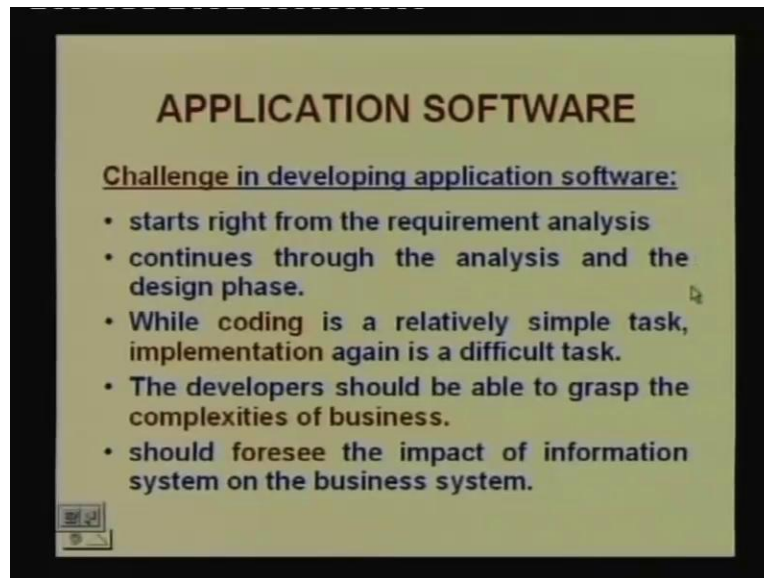 APPLICATION SOFTWARE
Challenge in developing application software:
• starts right from the requirement analysis
• continues through the analysis and the
design phase.
• While coding is a relatively simple task,
implementation again is a difficult task.
• The developers should be able to grasp the
complexities of business.
• should foresee the impact of information
system on the business system.